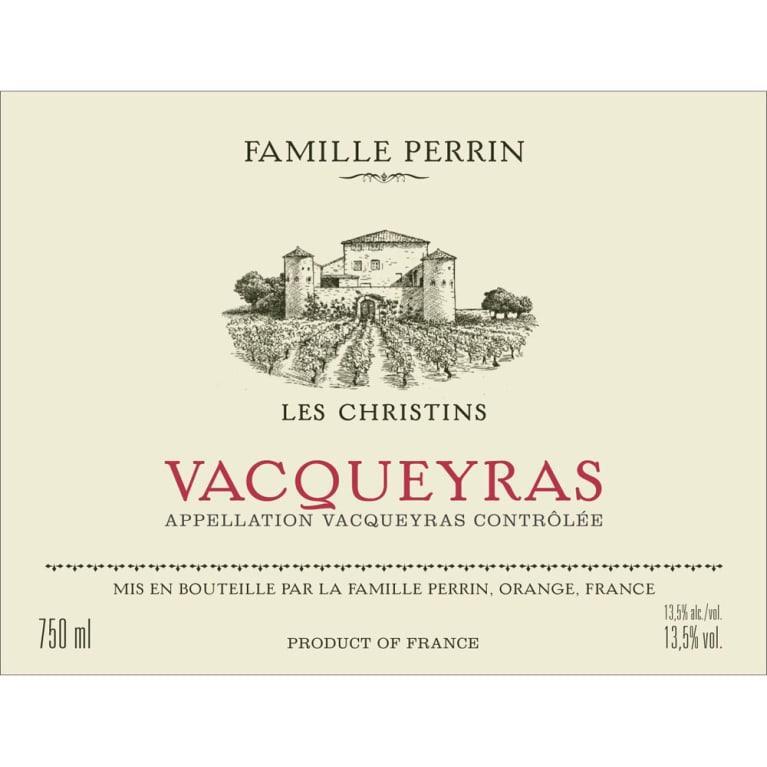 FAMILLE PERRIN
LES CHRISTINS
VACQUEYRAS
APPELLATION VACQUEYRAS CONTRÔLÉE
MIS EN BOUTEILLE PAR LA FAMILLE PERRIN, ORANGE, FRANCE
750 ml
PRODUCT OF FRANCE
13,5% alc./vol.
13,5% vol.